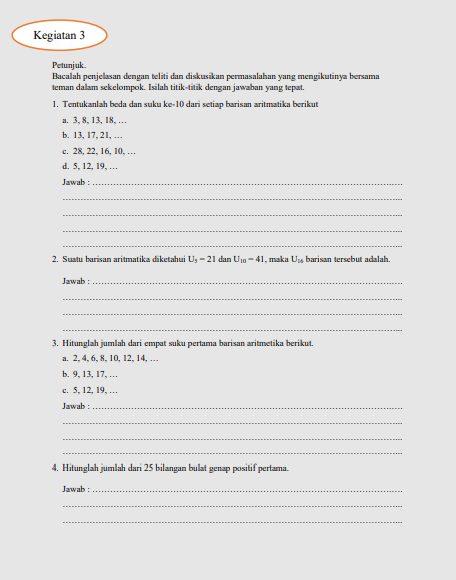 Kegiatan 3
Petunjuk.
Bacalah penjelasan dengan teliti dan diskusikan permasalahan yang mengikutinya bersama
teman dalam sekelompok. Isilah titik-titik dengan jawaban yang tepat.
1. Tentukanlah beda dan suku ke-10 dari setiap barisan aritmatika berikut
a. 3, 8, 13, 18, …
b. 13, 17, 21, …
c. 28, 22, 16, 10, …
d. 5, 12, 19, …
Jawab :
2. Suatu barisan aritmatika diketahui U₅ = 21 dan U₁₀ = 41, maka U₁₆ barisan tersebut adalah.
Jawab :
3. Hitunglah jumlah dari empat suku pertama barisan aritmetika berikut.
a. 2, 4, 6, 8, 10, 12, 14, …
b. 9, 13, 17, …
c. 5, 12, 19, …
Jawab :
4. Hitunglah jumlah dari 25 bilangan bulat genap positif pertama.
Jawab :